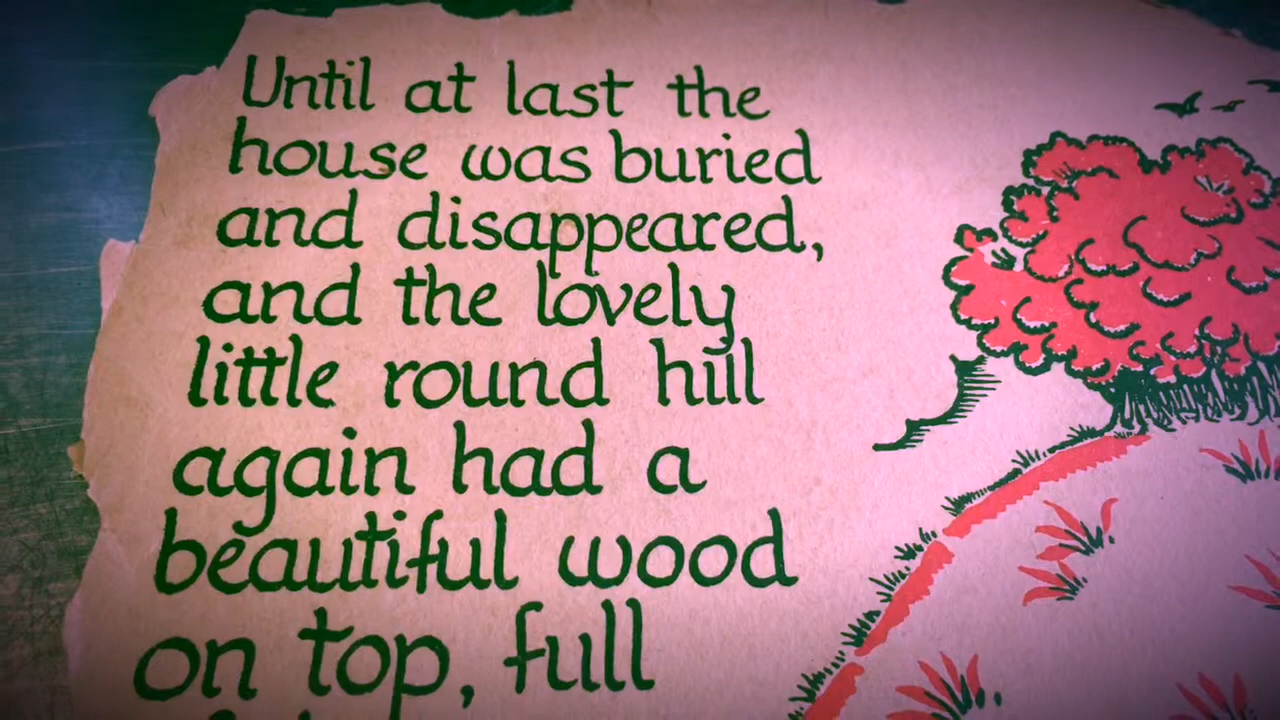 Until at last the
house was buried
and disappeared,
and the lovely
little round hill
again had a
beautiful wood
on top, full